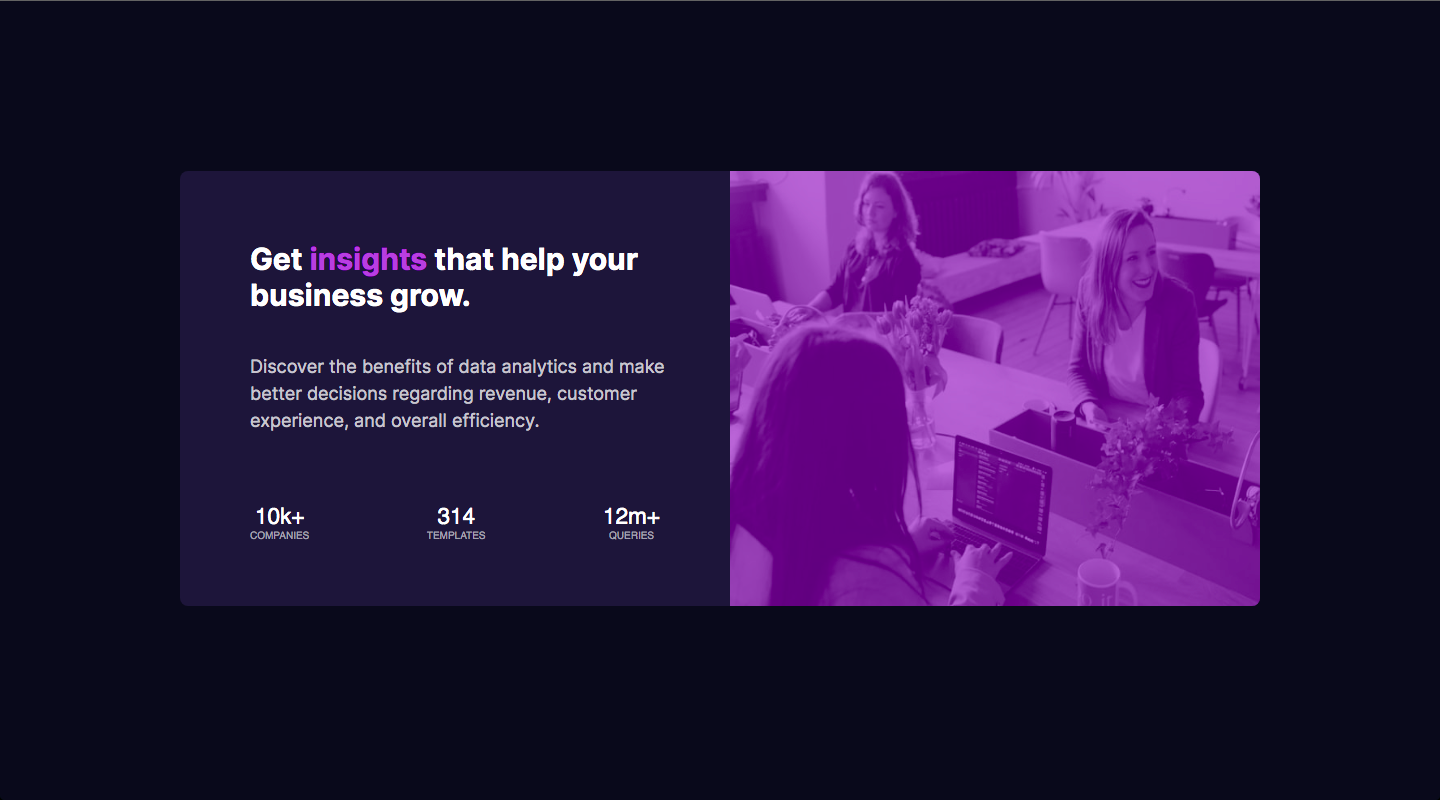 Get insights that help your
business grow.
Discover the benefits of data analytics and make
better decisions regarding revenue, customer
experience, and overall efficiency.
10k+ 314 12m+
COMPANIES TEMPLATES QUERIES